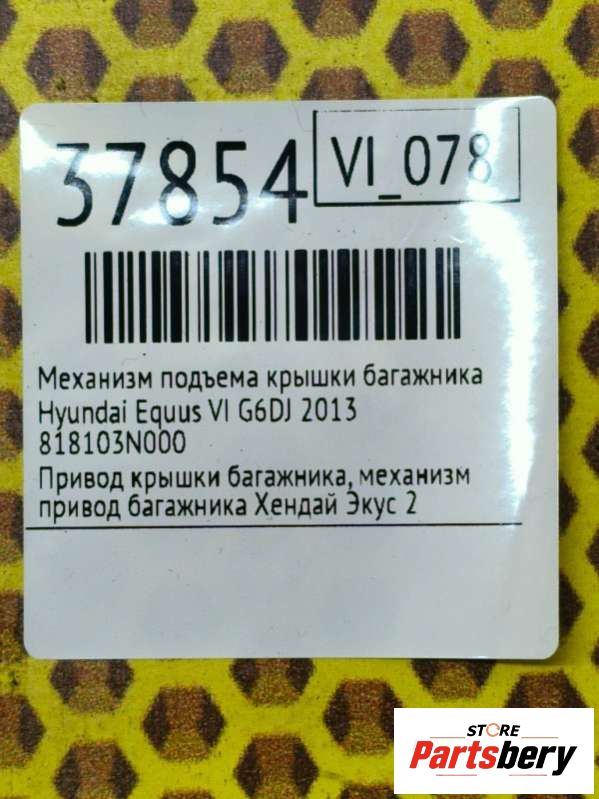 37854
VI_078
Механизм подъема крышки багажника
Hyundai Equus VI G6DJ 2013
818103N000
Привод крышки багажника, механизм
привод багажника Хендай Экус 2
STORE
Partsbery